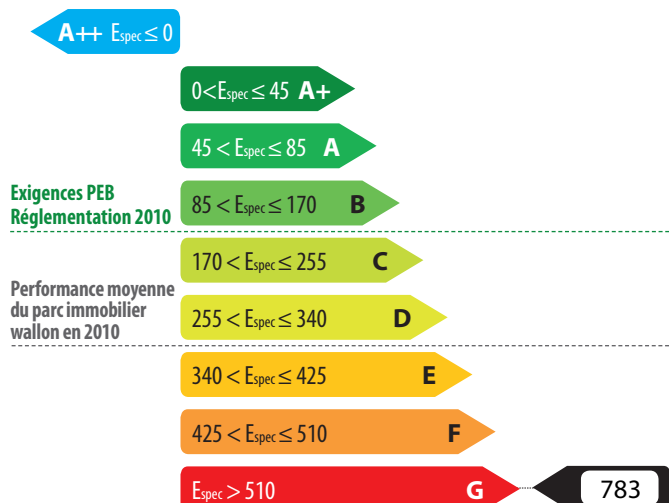 A++ Espec ≤ 0
0<Espec ≤ 45 A+
45 < Espec ≤ 85 A
Exigences PEB
Réglementation 2010
85 < Espec ≤ 170 B
170 < Espec ≤ 255 C
Performance moyenne
du parc immobilier
wallon en 2010
255 < Espec ≤ 340 D
340 < Espec ≤ 425 E
425 < Espec ≤ 510 F
Espec > 510 G 783